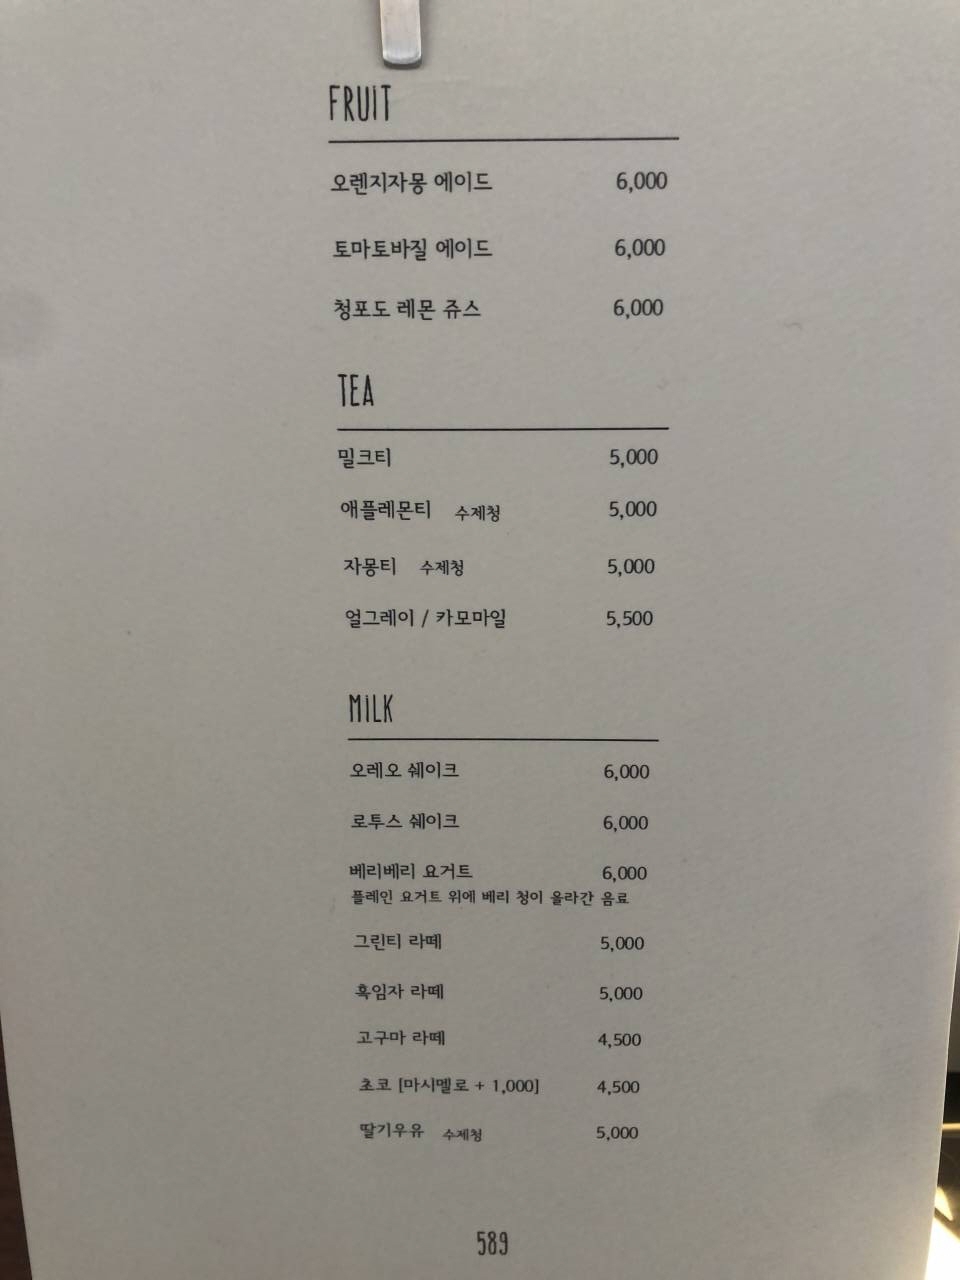 FRUIT
오렌지자몽 에이드 6,000
토마토바질 에이드 6,000
청포도 레몬 쥬스 6,000
TEA
밀크티 5,000
애플레몬티 수제청 5,000
자몽티 수제청 5,000
얼그레이 / 카모마일 5,500
MILK
오레오 쉐이크 6,000
로투스 쉐이크 6,000
베리베리 요거트 6,000
플레인 요거트 위에 베리 청이 올라간 음료
그린티 라떼 5,000
흑임자 라떼 5,000
고구마 라떼 4,500
초코 [마시멜로 + 1,000] 4,500
딸기우유 수제청 5,000
589